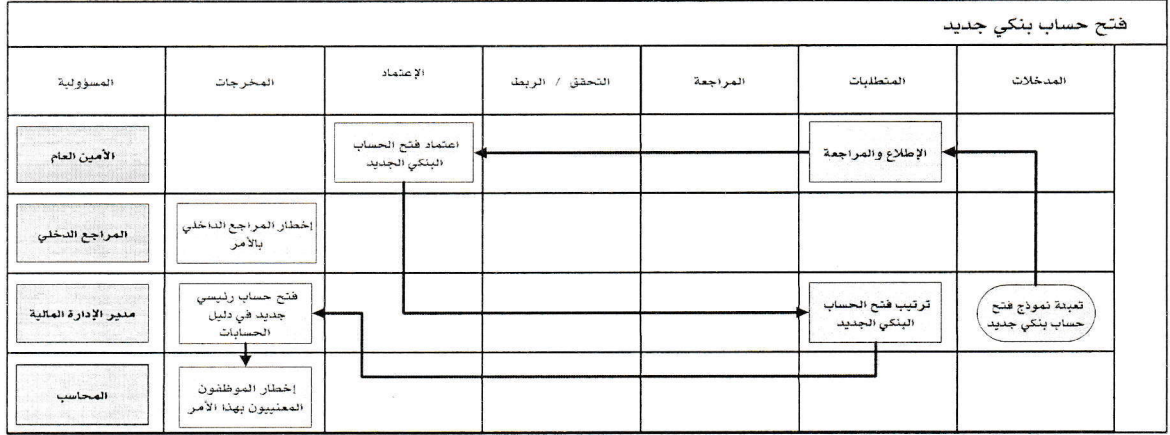 فتح حساب بنكي جديد
المدخلات
المتطلبات
المراجعة
التحقق / الربط
الإعتماد
المخرجات
المسؤولية
الإطلاع والمراجعة
اعتماد فتح الحساب
البنكي الجديد
الأمين العام
إخطار المراجع الداخلي
بالأمر
المراجع الدخلي
تعبئة نموذج فتح
حساب بنكي جديد
ترتيب فتح الحساب
البنكي الجديد
فتح حساب رئيسي
جديد في دليل
الحسابات
مدير الإدارة المالية
إخطار الموظفون
المعنييون بهذا الأمر
المحاسب